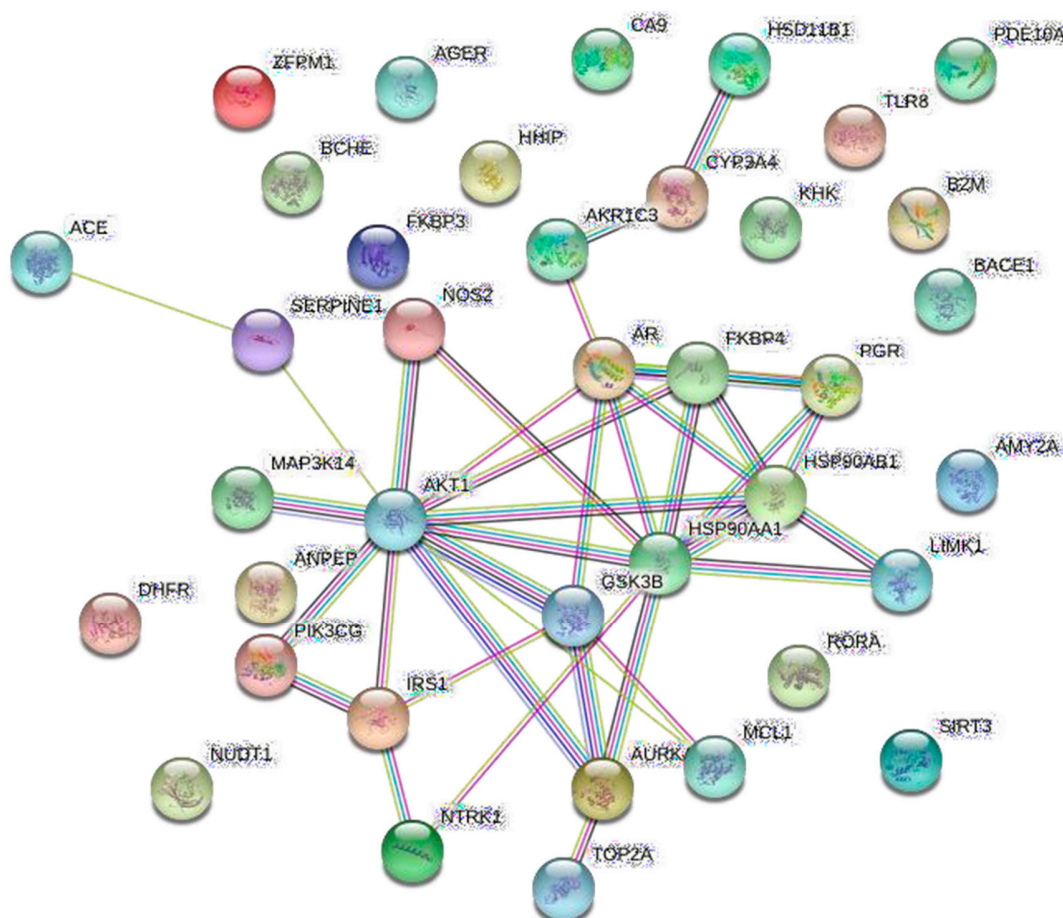 CA9
HSD11B1
ZFPM1
AGER
PDE10A
TLR8
BCHE
HHIP
CYP3A4
KHK
B2M
ACE
FKBP3
AKR1C3
BACE1
SERPINE1
NOS2
AR
FKBP4
PGR
MAP3K14
AKT1
HSP90AB1
AMY2A
HSP90AA1
ANPEP
GSK3B
LIMK1
DHFR
PIK3CG
IRS1
RORA
NUDT1
AURKA
MCL1
SIRT3
NTRK1
TOP2A